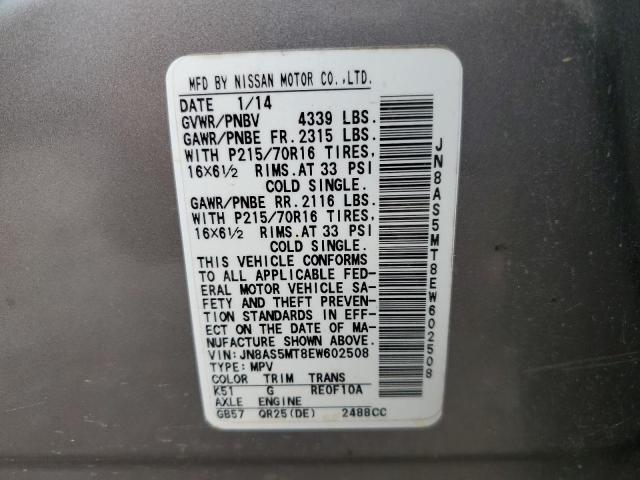 MFD BY NISSAN MOTOR CO.,LTD.
DATE 1/14
GVWR/PNBV 4339 LBS.
GAWR/PNBE FR. 2315 LBS.
WITH P215/70R16 TIRES,
16X6½ RIMS.AT 33 PSI
COLD SINGLE.
GAWR/PNBE RR. 2116 LBS.
WITH P215/70R16 TIRES,
16X6½ RIMS.AT 33 PSI
COLD SINGLE.
THIS VEHICLE CONFORMS
TO ALL APPLICABLE FED-
ERAL MOTOR VEHICLE SA-
FETY AND THEFT PREVEN-
TION STANDARDS IN EFF-
ECT ON THE DATE OF MA-
NUFACTURE SHOWN ABOVE.
VIN: JN8AS5MT8EW602508
TYPE: MPV
COLOR TRIM TRANS
K51 G RE0F10A
AXLE ENGINE
GB57 QR25(DE) 2488CC
JN8AS5MT8EW602508